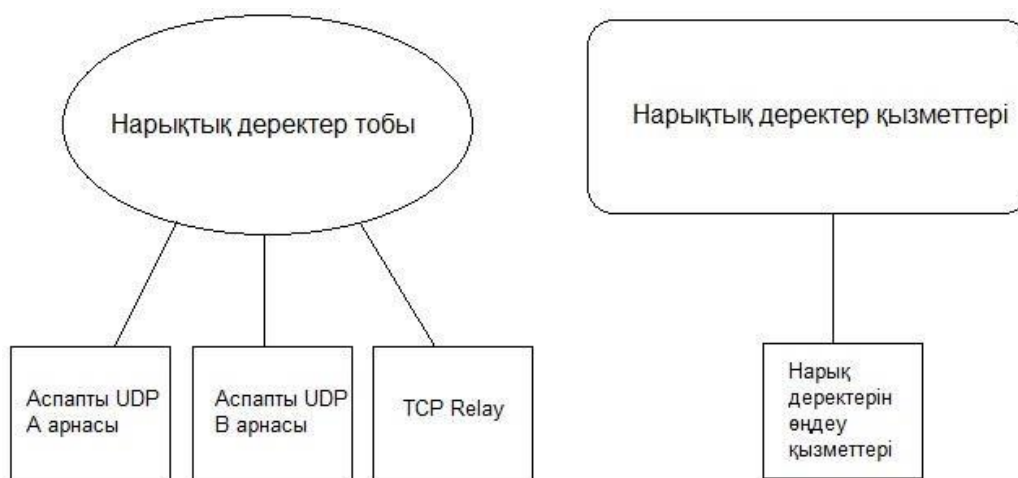 Нарықтық деректер тобы
Нарықтық деректер қызметтері
Аспапты UDP
А арнасы
Аспапты UDP
В арнасы
TCP Relay
Нарық
деректерін
өңдеу
қызметтері